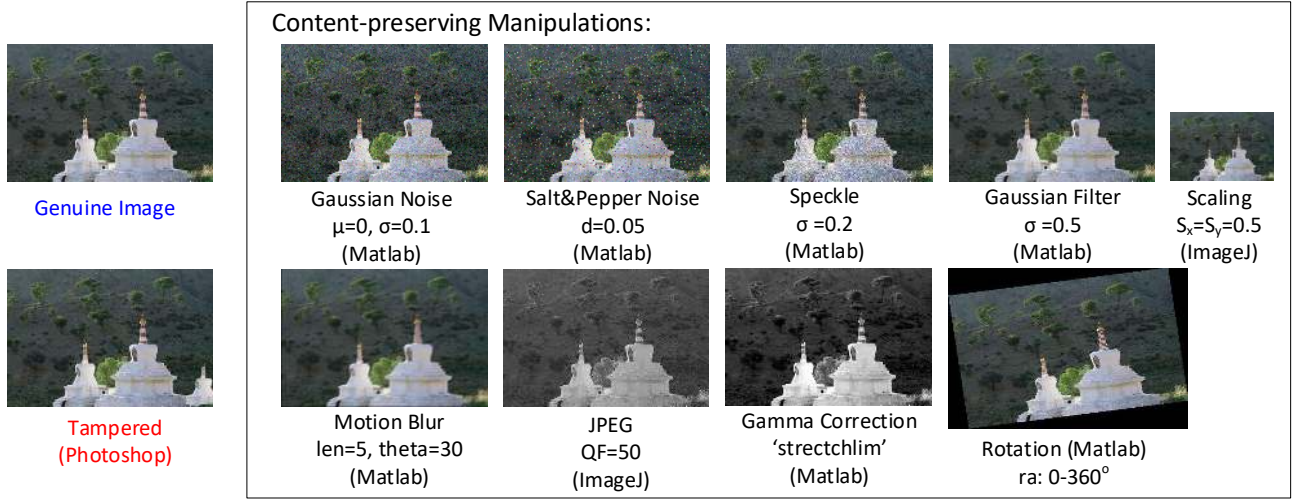 Content-preserving Manipulations:
Genuine Image
Gaussian Noise
μ=0, σ=0.1
(Matlab)
Salt&Pepper Noise
d=0.05
(Matlab)
Speckle
σ =0.2
(Matlab)
Gaussian Filter
σ =0.5
(Matlab)
Scaling
Sₓ=Sᵧ=0.5
(ImageJ)
Tampered
(Photoshop)
Motion Blur
len=5, theta=30
(Matlab)
JPEG
QF=50
(ImageJ)
Gamma Correction
‘strectchlim’
(Matlab)
Rotation (Matlab)
ra: 0-360°